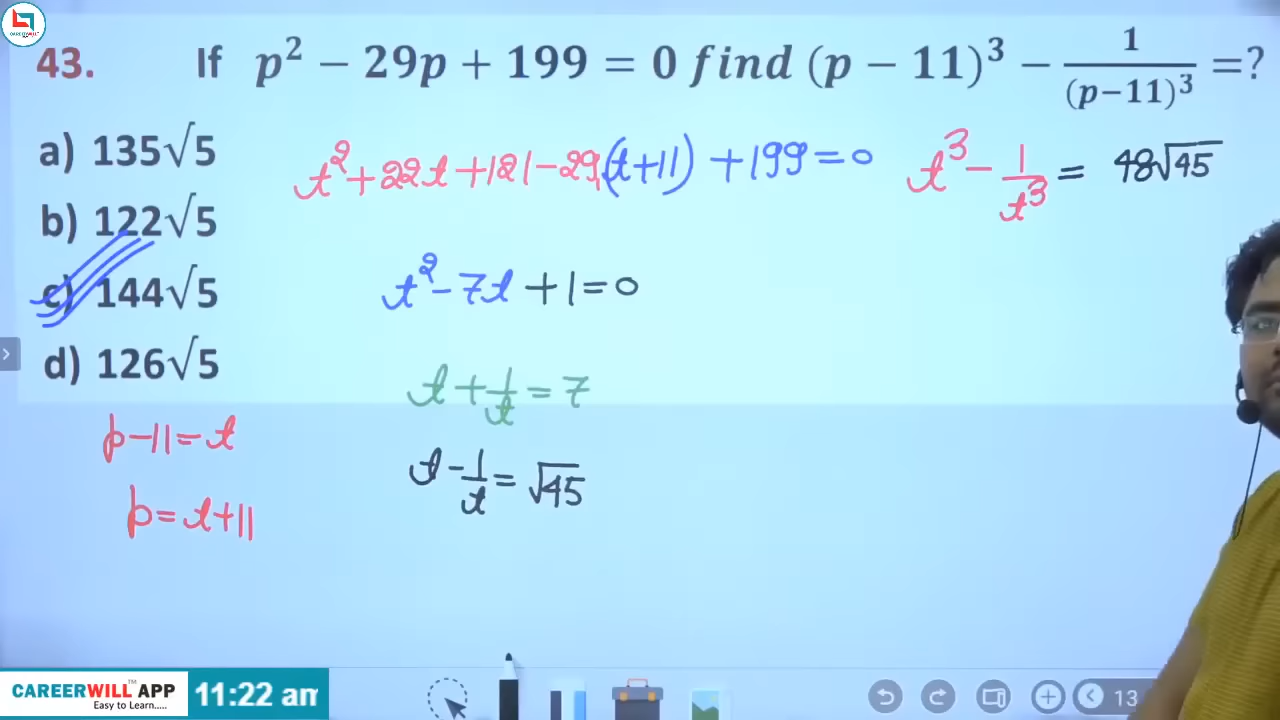 CAREERWILL
43. If p² − 29p + 199 = 0 find (p − 11)³ − 1/(p−11)³ =?
a) 135√5
b) 122√5
c) 144√5
d) 126√5
t² + 22t + 121 − 29(t+11) + 199 = 0
t³ − 1/t³ = 48√45
t² − 7t + 1 = 0
t + 1/t = 7
t − 1/t = √45
p − 11 = t
p = t + 11
CAREERWILL™ APP
Easy to Learn.....
11:22 am
13